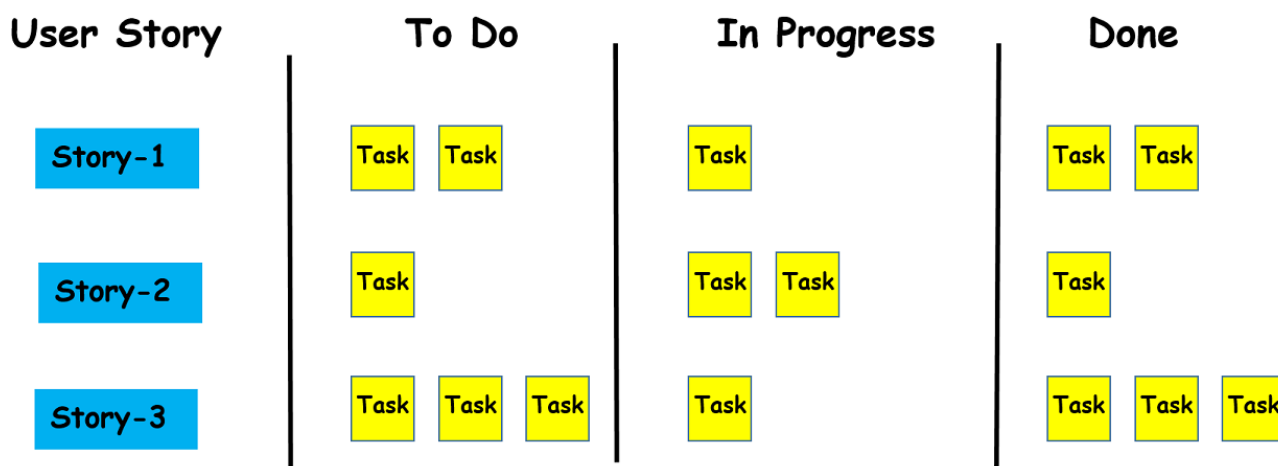 User Story To Do In Progress Done
Story-1 Task Task Task Task Task
Story-2 Task Task Task Task
Story-3 Task Task Task Task Task Task Task